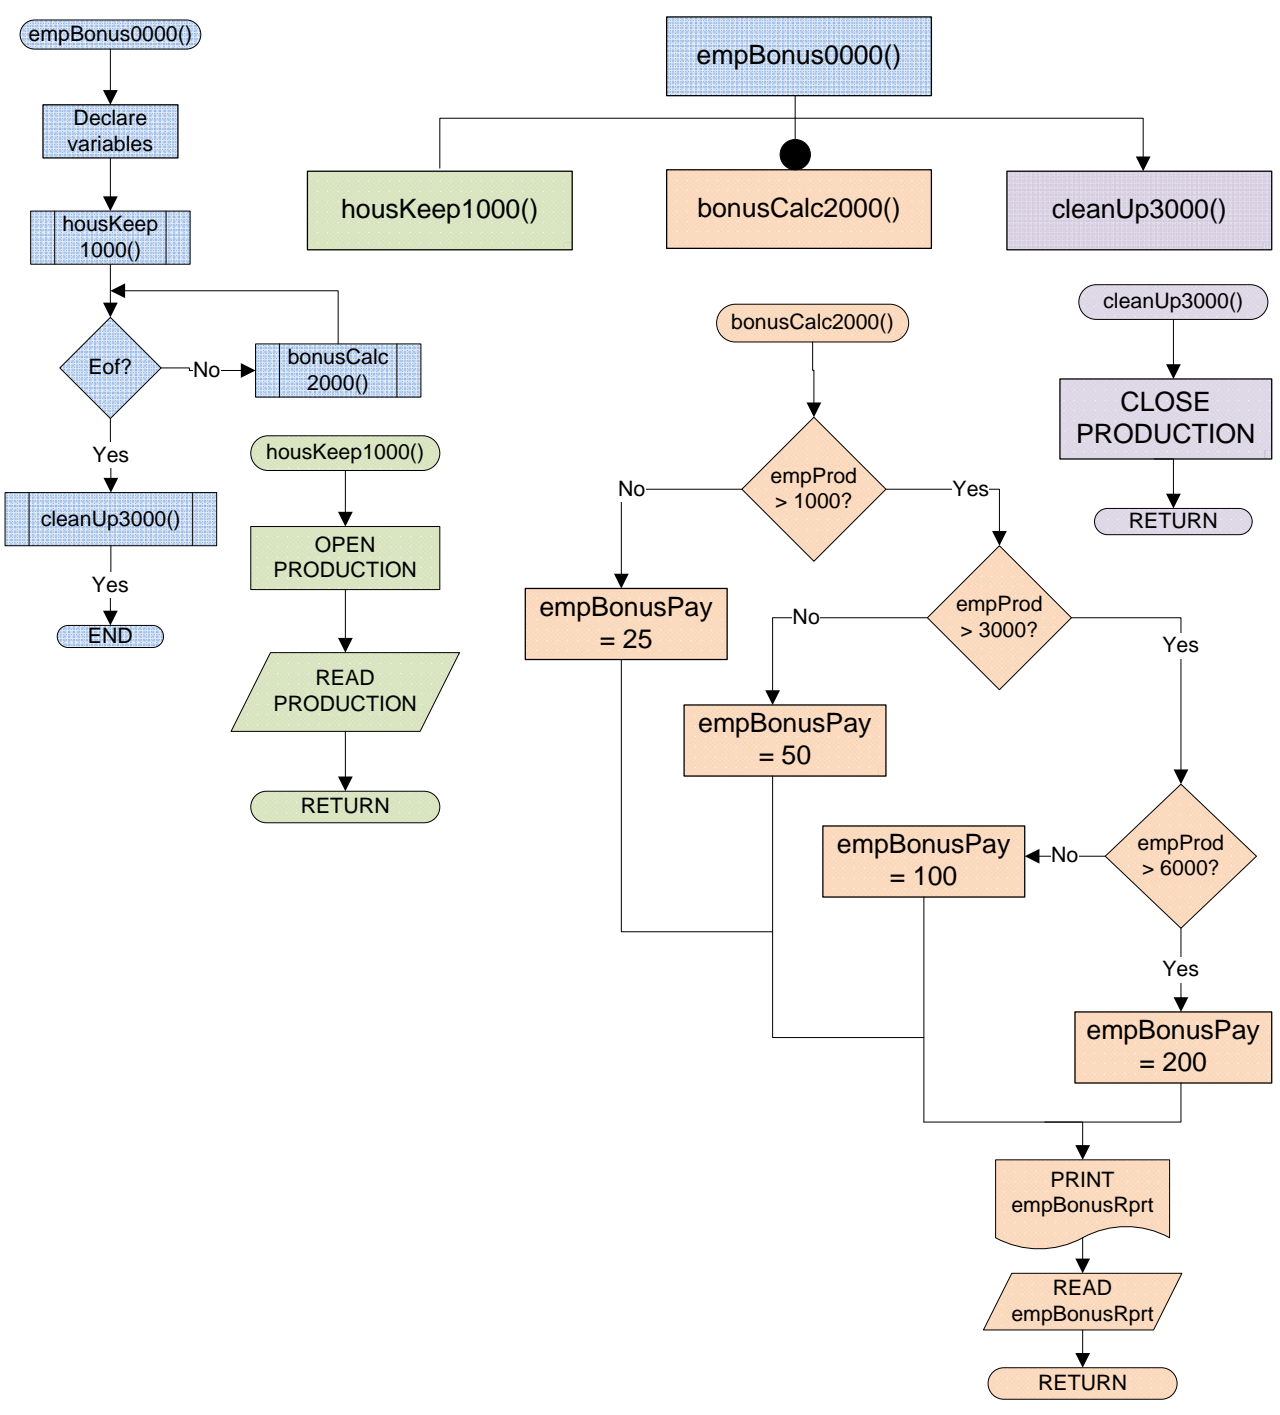 empBonus0000()
Declare
variables
housKeep
1000()
Eof?
No
bonusCalc
2000()
Yes
cleanUp3000()
Yes
END
housKeep1000()
OPEN
PRODUCTION
READ
PRODUCTION
RETURN
empBonus0000()
housKeep1000()
bonusCalc2000()
cleanUp3000()
bonusCalc2000()
empProd
> 1000?
No
Yes
empBonusPay
= 25
empProd
> 3000?
No
Yes
empBonusPay
= 50
empProd
> 6000?
No
empBonusPay
= 100
Yes
empBonusPay
= 200
PRINT
empBonusRprt
READ
empBonusRprt
RETURN
cleanUp3000()
CLOSE
PRODUCTION
RETURN